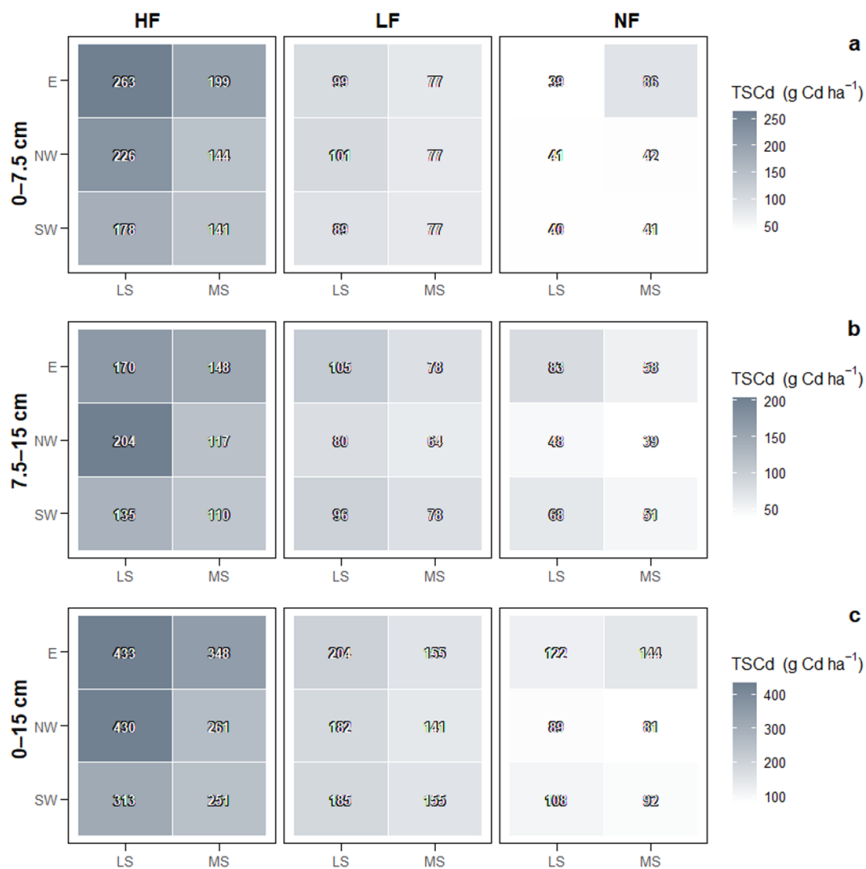 HF LF NF
a
0–7.5 cm
E 263 199 99 77 39 86
NW 226 144 101 77 41 42
SW 178 141 89 77 40 41
LS MS LS MS LS MS
TSCd (g Cd ha⁻¹)
250
200
150
100
50
b
7.5–15 cm
E 170 148 105 78 83 58
NW 204 117 80 64 48 39
SW 135 110 96 78 68 51
LS MS LS MS LS MS
TSCd (g Cd ha⁻¹)
200
150
100
50
c
0–15 cm
E 433 348 204 155 122 144
NW 430 261 182 141 89 81
SW 313 251 185 155 108 92
LS MS LS MS LS MS
TSCd (g Cd ha⁻¹)
400
300
200
100